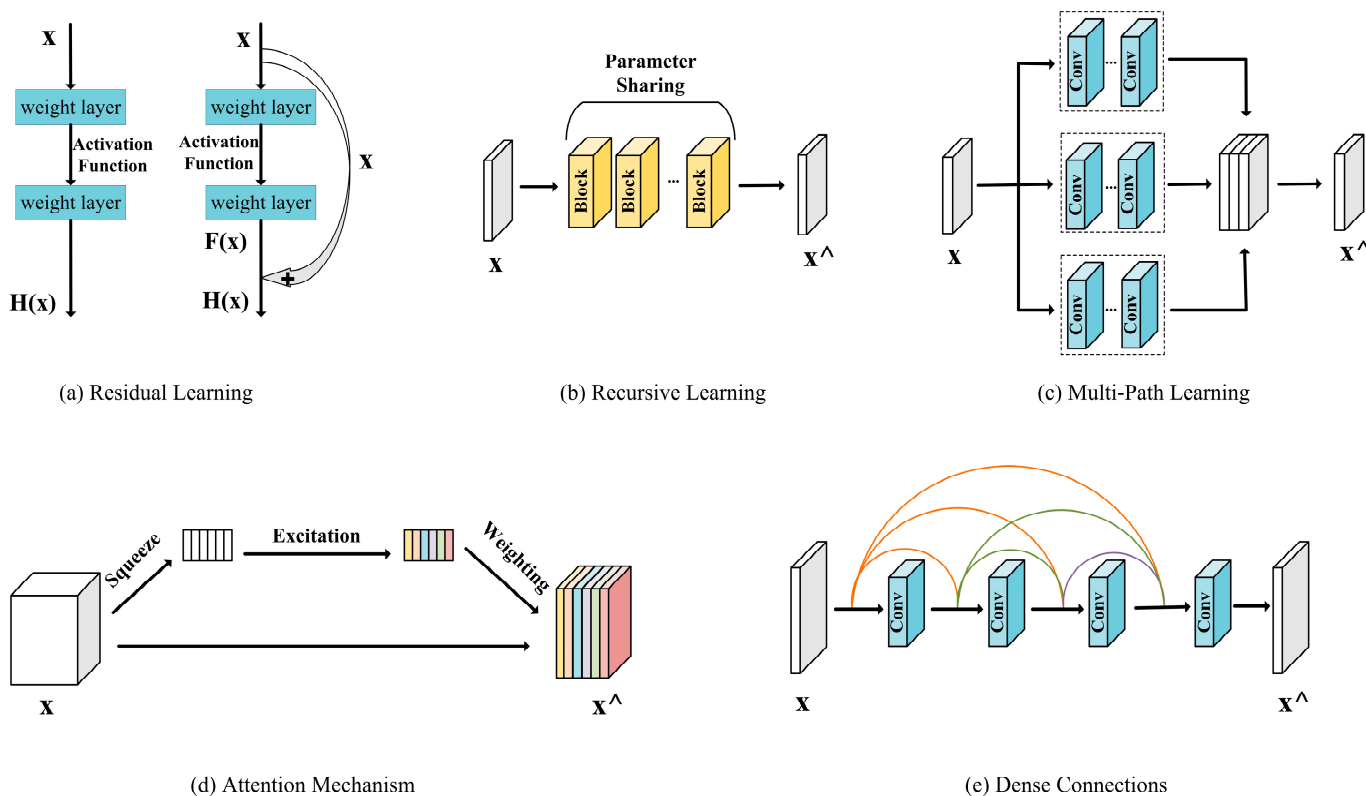 x
weight layer
Activation
Function
weight layer
H(x)
x
weight layer
Activation
Function
x
weight layer
F(x)
+
H(x)
(a) Residual Learning
Parameter
Sharing
Block
Block
...
Block
x
x^
(b) Recursive Learning
Conv
...
Conv
Conv
...
Conv
Conv
...
Conv
x
x^
(c) Multi-Path Learning
Squeeze
Excitation
Weighting
x
x^
(d) Attention Mechanism
Conv
Conv
Conv
Conv
x
x^
(e) Dense Connections